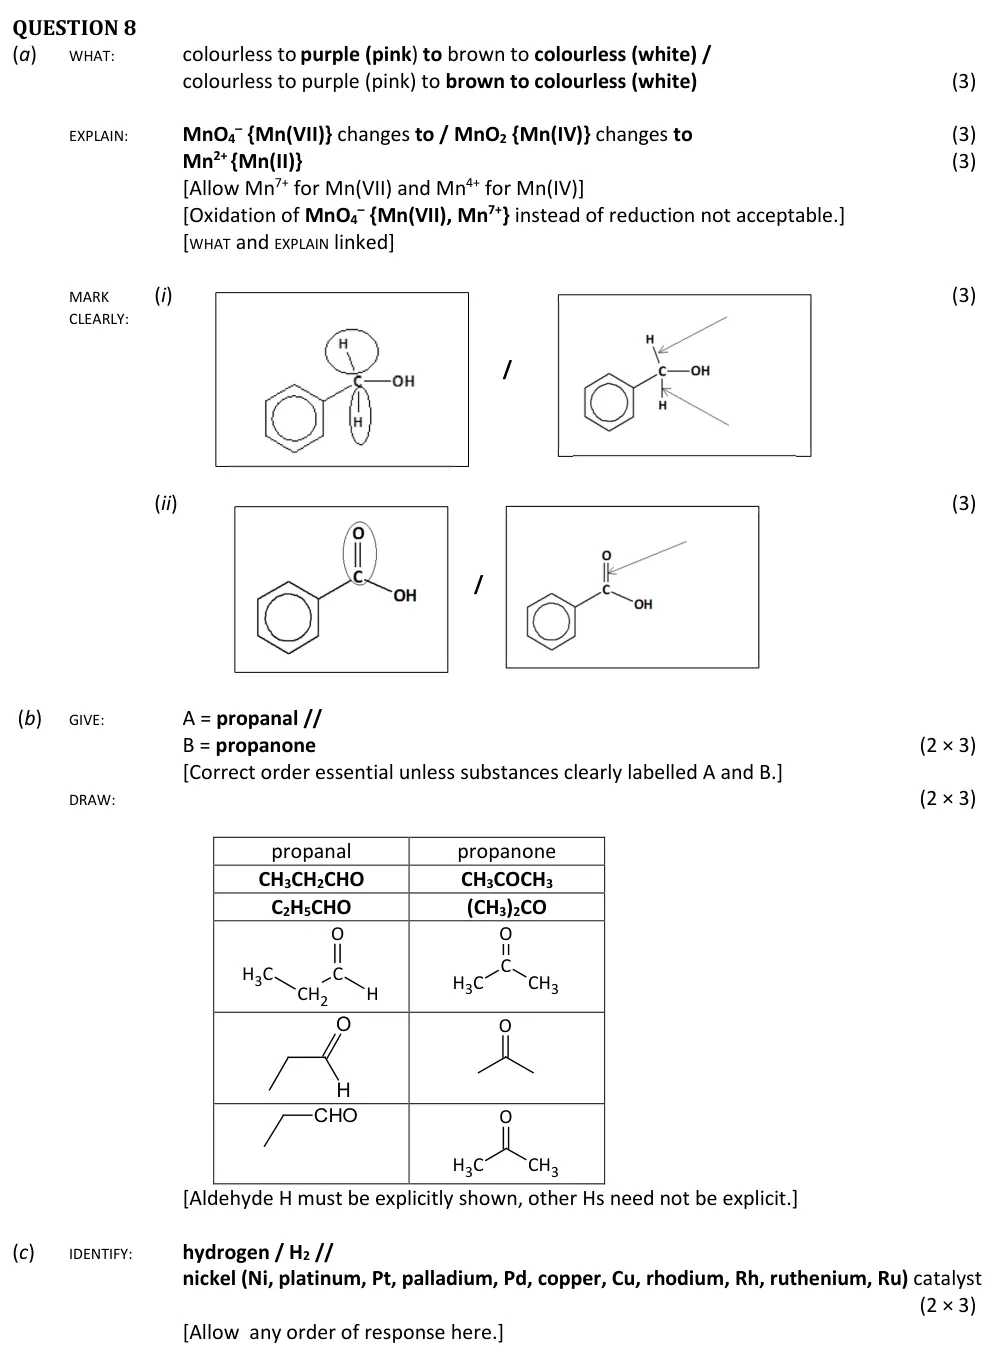 QUESTION 8
(a) WHAT: colourless to purple (pink) to brown to colourless (white) /
colourless to purple (pink) to brown to colourless (white) (3)
EXPLAIN: MnO₄⁻ {Mn(VII)} changes to / MnO₂ {Mn(IV)} changes to (3)
Mn²⁺ {Mn(II)} (3)
[Allow Mn⁷⁺ for Mn(VII) and Mn⁴⁺ for Mn(IV)]
[Oxidation of MnO₄⁻ {Mn(VII), Mn⁷⁺} instead of reduction not acceptable.]
[WHAT and EXPLAIN linked]
MARK (i) (3)
CLEARLY:
H
C OH
H
/
H
C OH
H
(ii) (3)
O
C
OH
/
O
C
OH
(b) GIVE: A = propanal //
B = propanone (2 × 3)
[Correct order essential unless substances clearly labelled A and B.]
DRAW: (2 × 3)
propanal propanone
CH₃CH₂CHO CH₃COCH₃
C₂H₅CHO (CH₃)₂CO
O O
H₃C C C
CH₂ H H₃C CH₃
O O
H
CHO O
H₃C CH₃
[Aldehyde H must be explicitly shown, other Hs need not be explicit.]
(c) IDENTIFY: hydrogen / H₂ //
nickel (Ni, platinum, Pt, palladium, Pd, copper, Cu, rhodium, Rh, ruthenium, Ru) catalyst
(2 × 3)
[Allow any order of response here.]